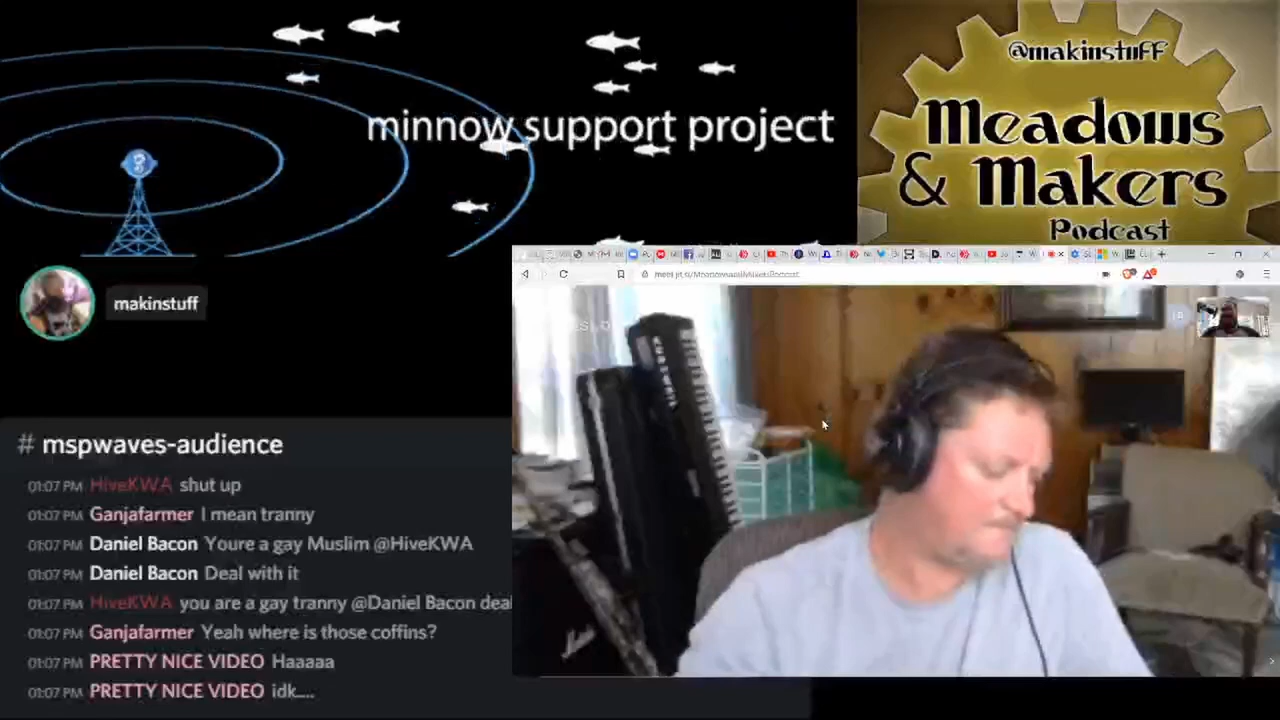 minnow support project
@makinstuff
Meadows
& Makers
Podcast
makinstuff
# mspwaves-audience
01:07 PM HiveKWA shut up
01:07 PM Ganjafarmer I mean tranny
01:07 PM Daniel Bacon Youre a gay Muslim @HiveKWA
01:07 PM Daniel Bacon Deal with it
01:07 PM HiveKWA you are a gay tranny @Daniel Bacon deal
01:07 PM Ganjafarmer Yeah where is those coffins?
01:07 PM PRETTY NICE VIDEO Haaaaa
01:07 PM PRETTY NICE VIDEO idk....